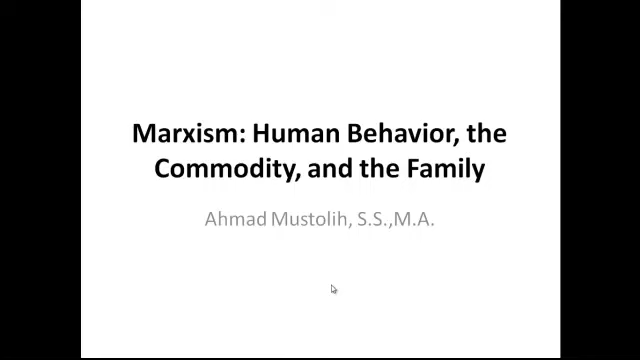 Marxism: Human Behavior, the
Commodity, and the Family
Ahmad Mustolih, S.S.,M.A.